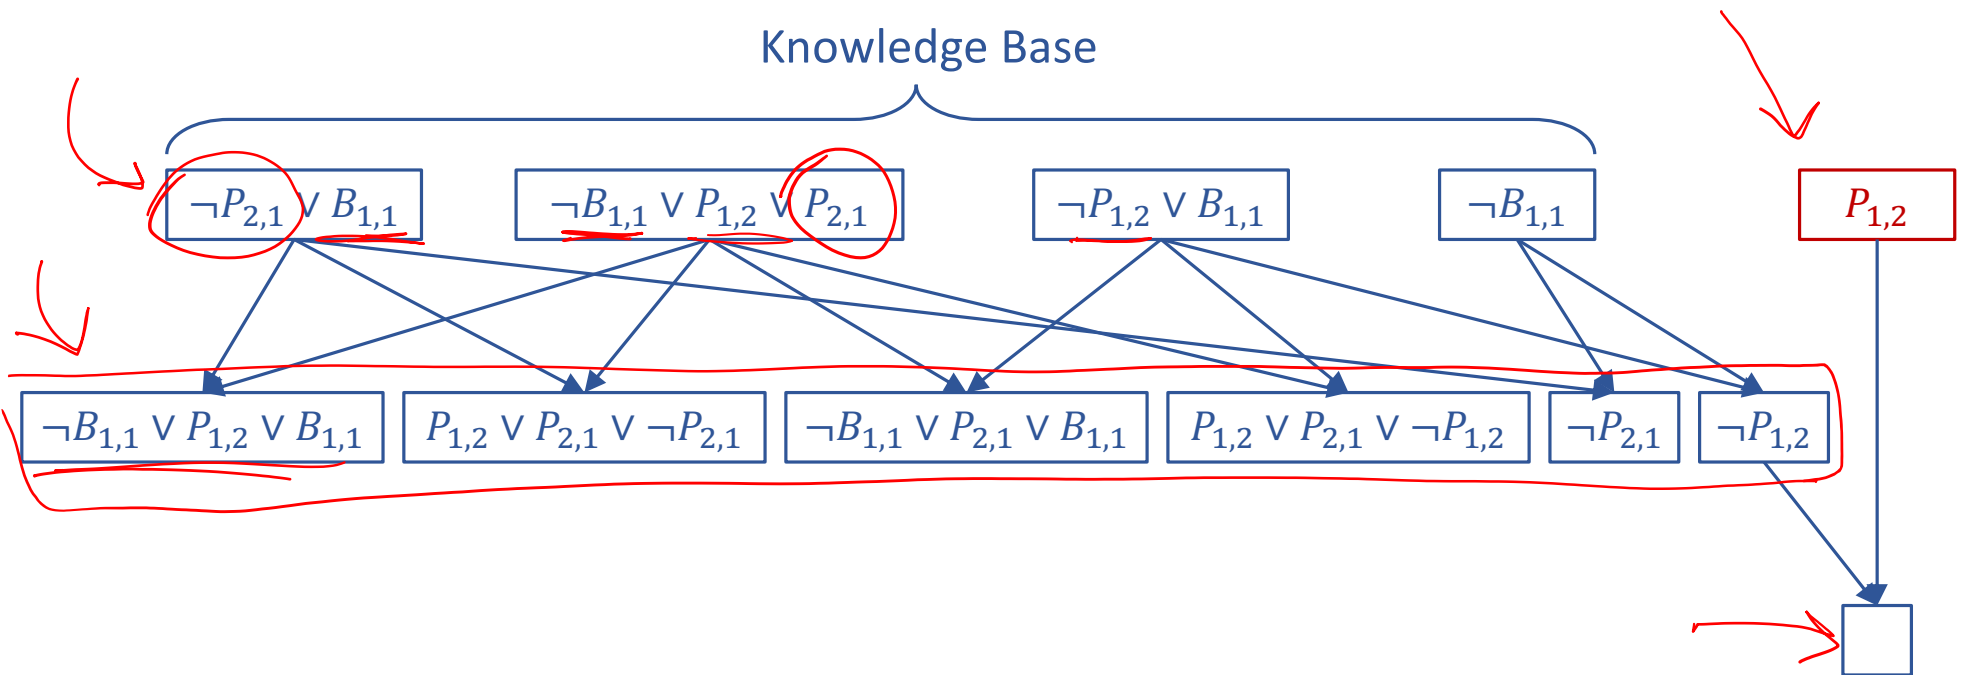 Knowledge Base
¬P₂,₁ ∨ B₁,₁ ¬B₁,₁ ∨ P₁,₂ ∨ P₂,₁ ¬P₁,₂ ∨ B₁,₁ ¬B₁,₁ P₁,₂
¬B₁,₁ ∨ P₁,₂ ∨ B₁,₁ P₁,₂ ∨ P₂,₁ ∨ ¬P₂,₁ ¬B₁,₁ ∨ P₂,₁ ∨ B₁,₁ P₁,₂ ∨ P₂,₁ ∨ ¬P₁,₂ ¬P₂,₁ ¬P₁,₂